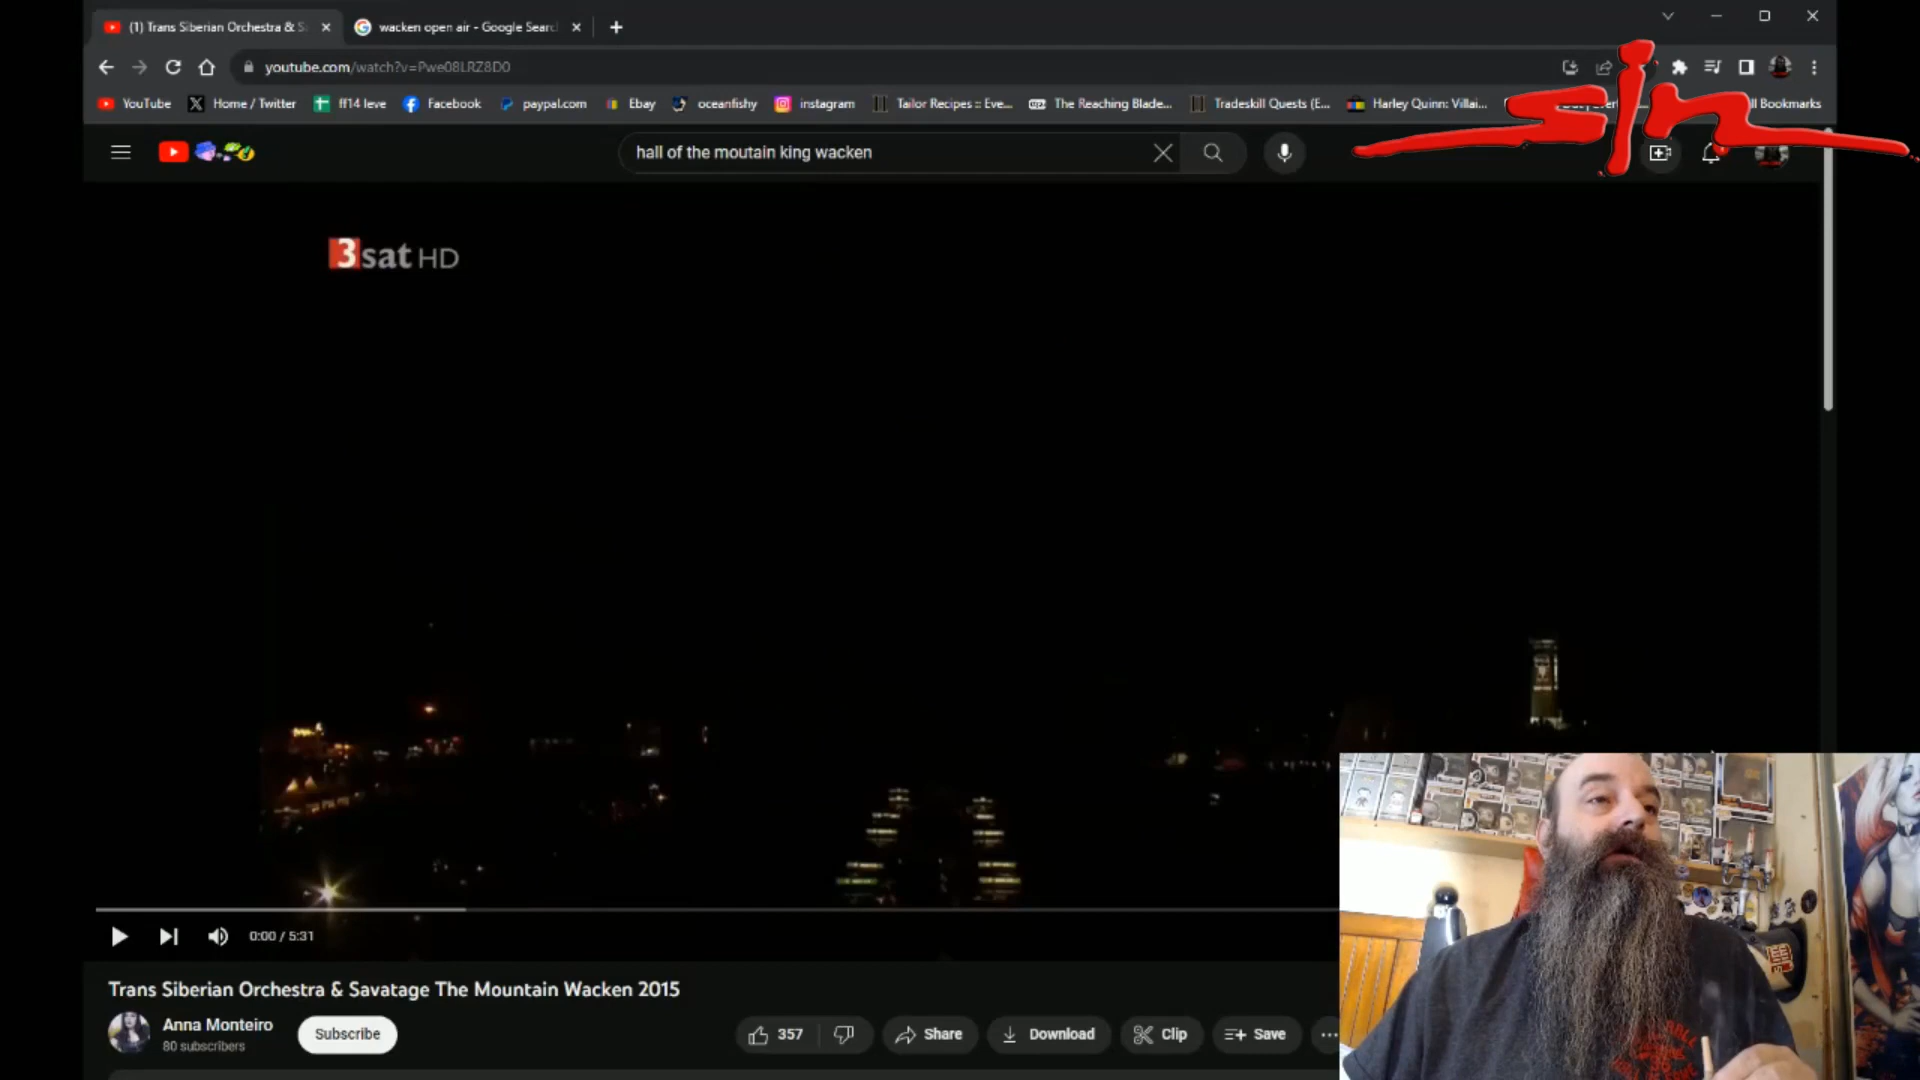 (1) Trans Siberian Orchestra & S
wacken open air - Google Searc
youtube.com/watch?v=Pwe08LRZ8D0
YouTube
Home / Twitter
ff14 leve
Facebook
paypal.com
Ebay
oceanfishy
instagram
Tailor Recipes :: Eve...
The Reaching Blade...
Tradeskill Quests (E...
Harley Quinn: Villai...
ll Bookmarks
sin
hall of the moutain king wacken
3sat HD
0:00 / 5:31
Trans Siberian Orchestra & Savatage The Mountain Wacken 2015
Anna Monteiro
80 subscribers
Subscribe
357
Share
Download
Clip
Save